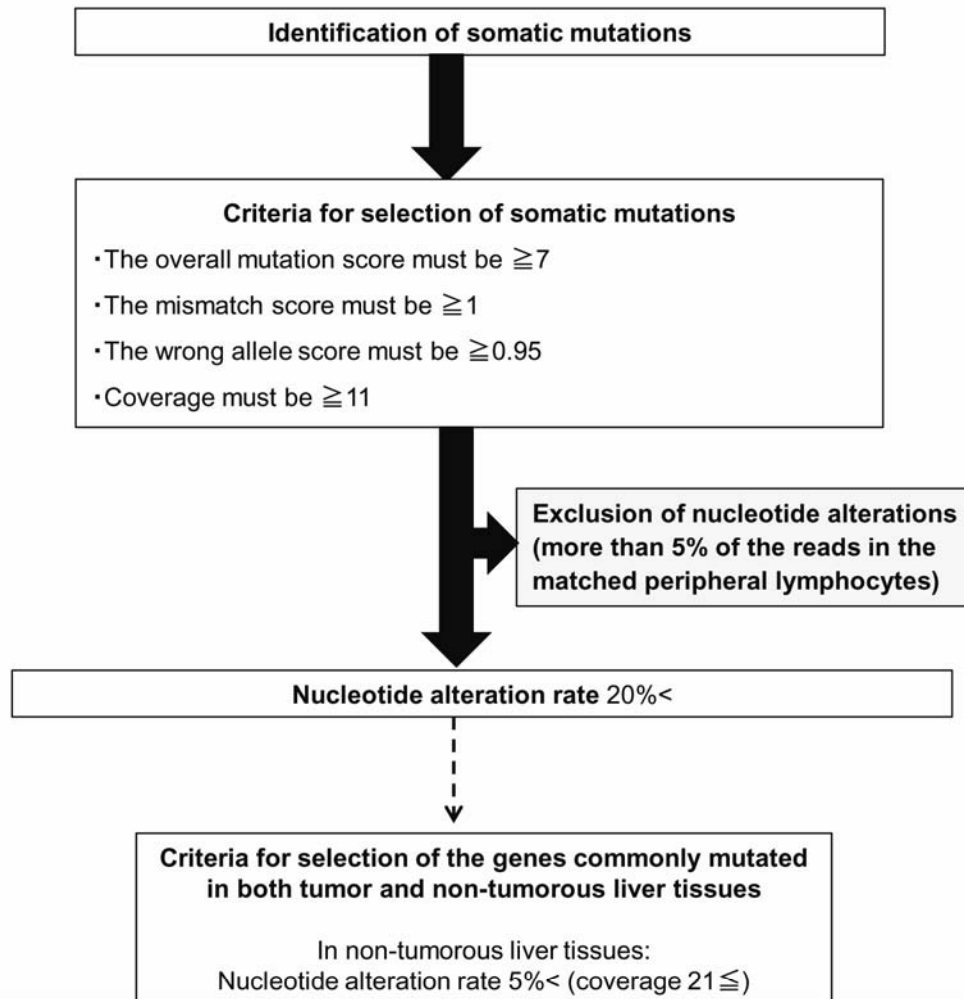 Identification of somatic mutations
Criteria for selection of somatic mutations
・The overall mutation score must be ≧7
・The mismatch score must be ≧1
・The wrong allele score must be ≧0.95
・Coverage must be ≧11
Exclusion of nucleotide alterations
(more than 5% of the reads in the
matched peripheral lymphocytes)
Nucleotide alteration rate 20%<
Criteria for selection of the genes commonly mutated
in both tumor and non-tumorous liver tissues
In non-tumorous liver tissues:
Nucleotide alteration rate 5%< (coverage 21≦)